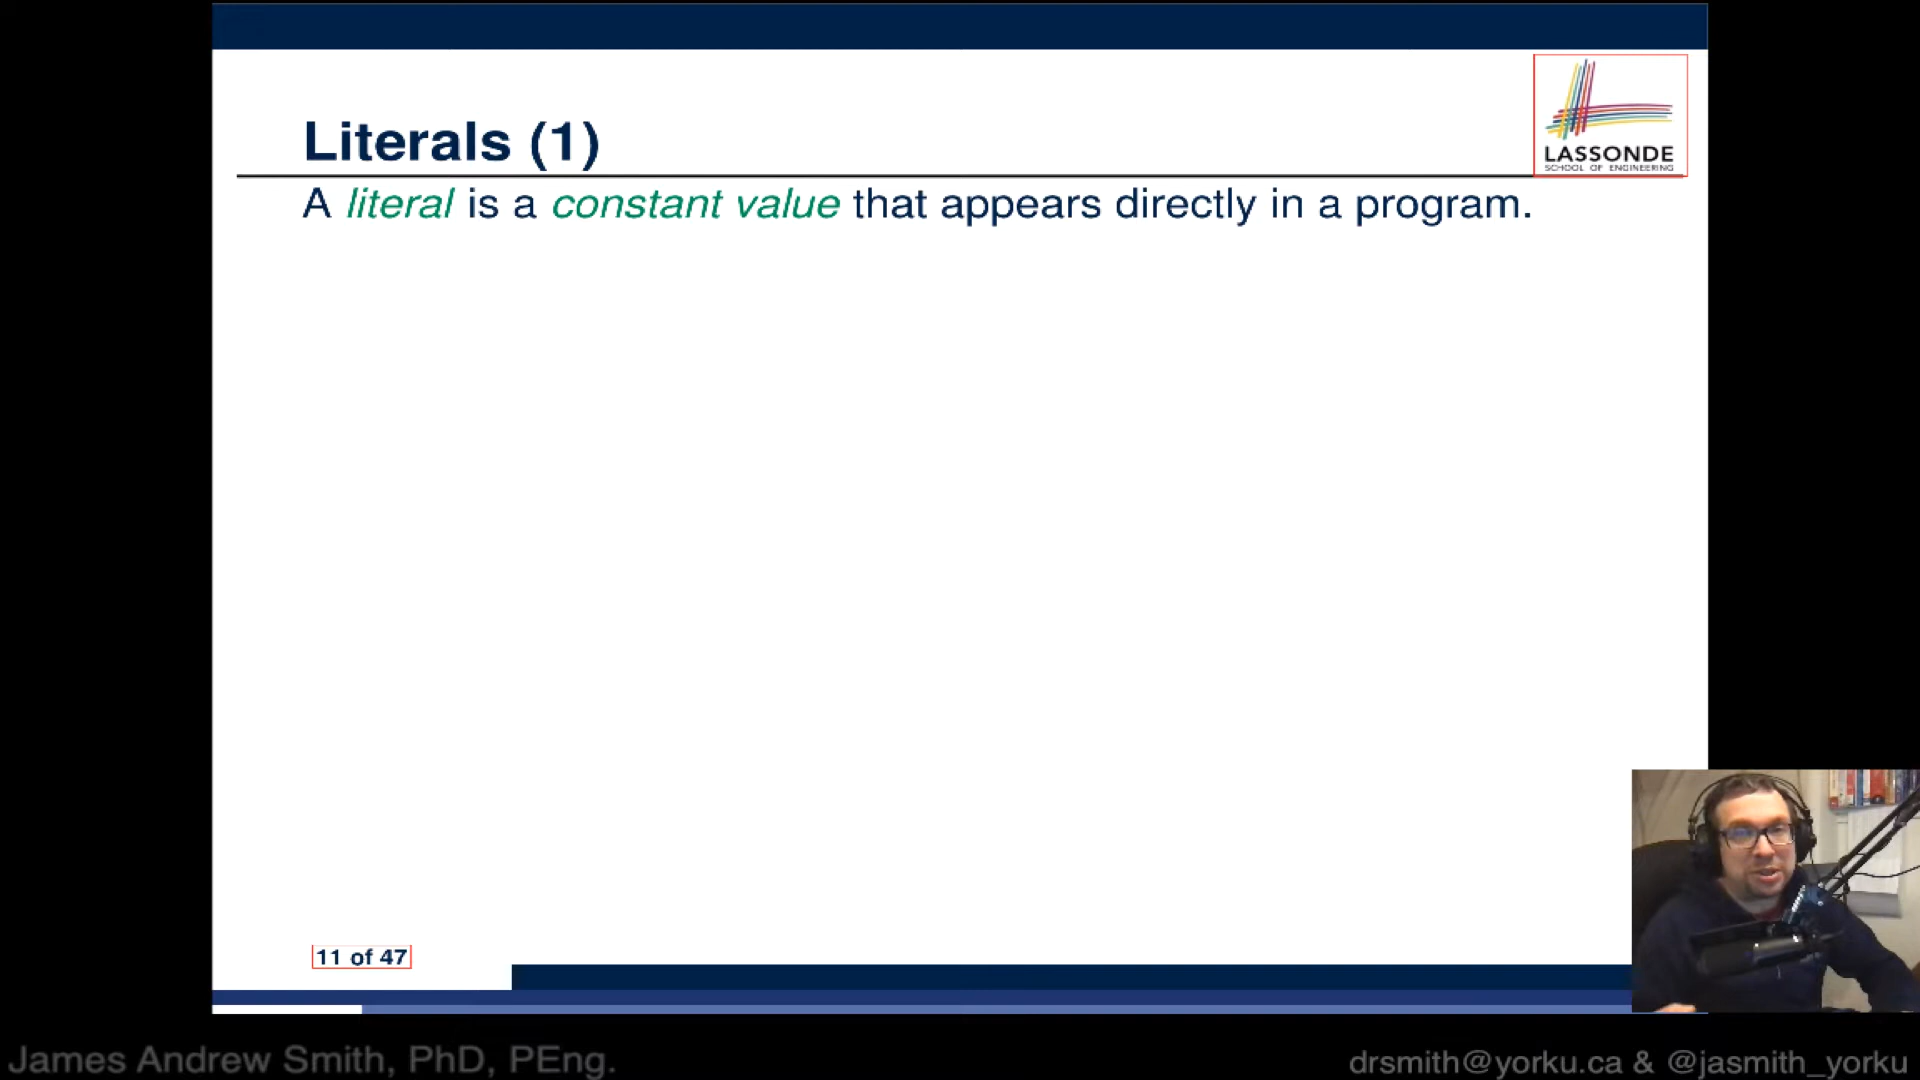 Literals (1)
LASSONDE
SCHOOL OF ENGINEERING
A literal is a constant value that appears directly in a program.
11 of 47
James Andrew Smith, PhD, PEng.
drsmith@yorku.ca & @jasmith_yorku